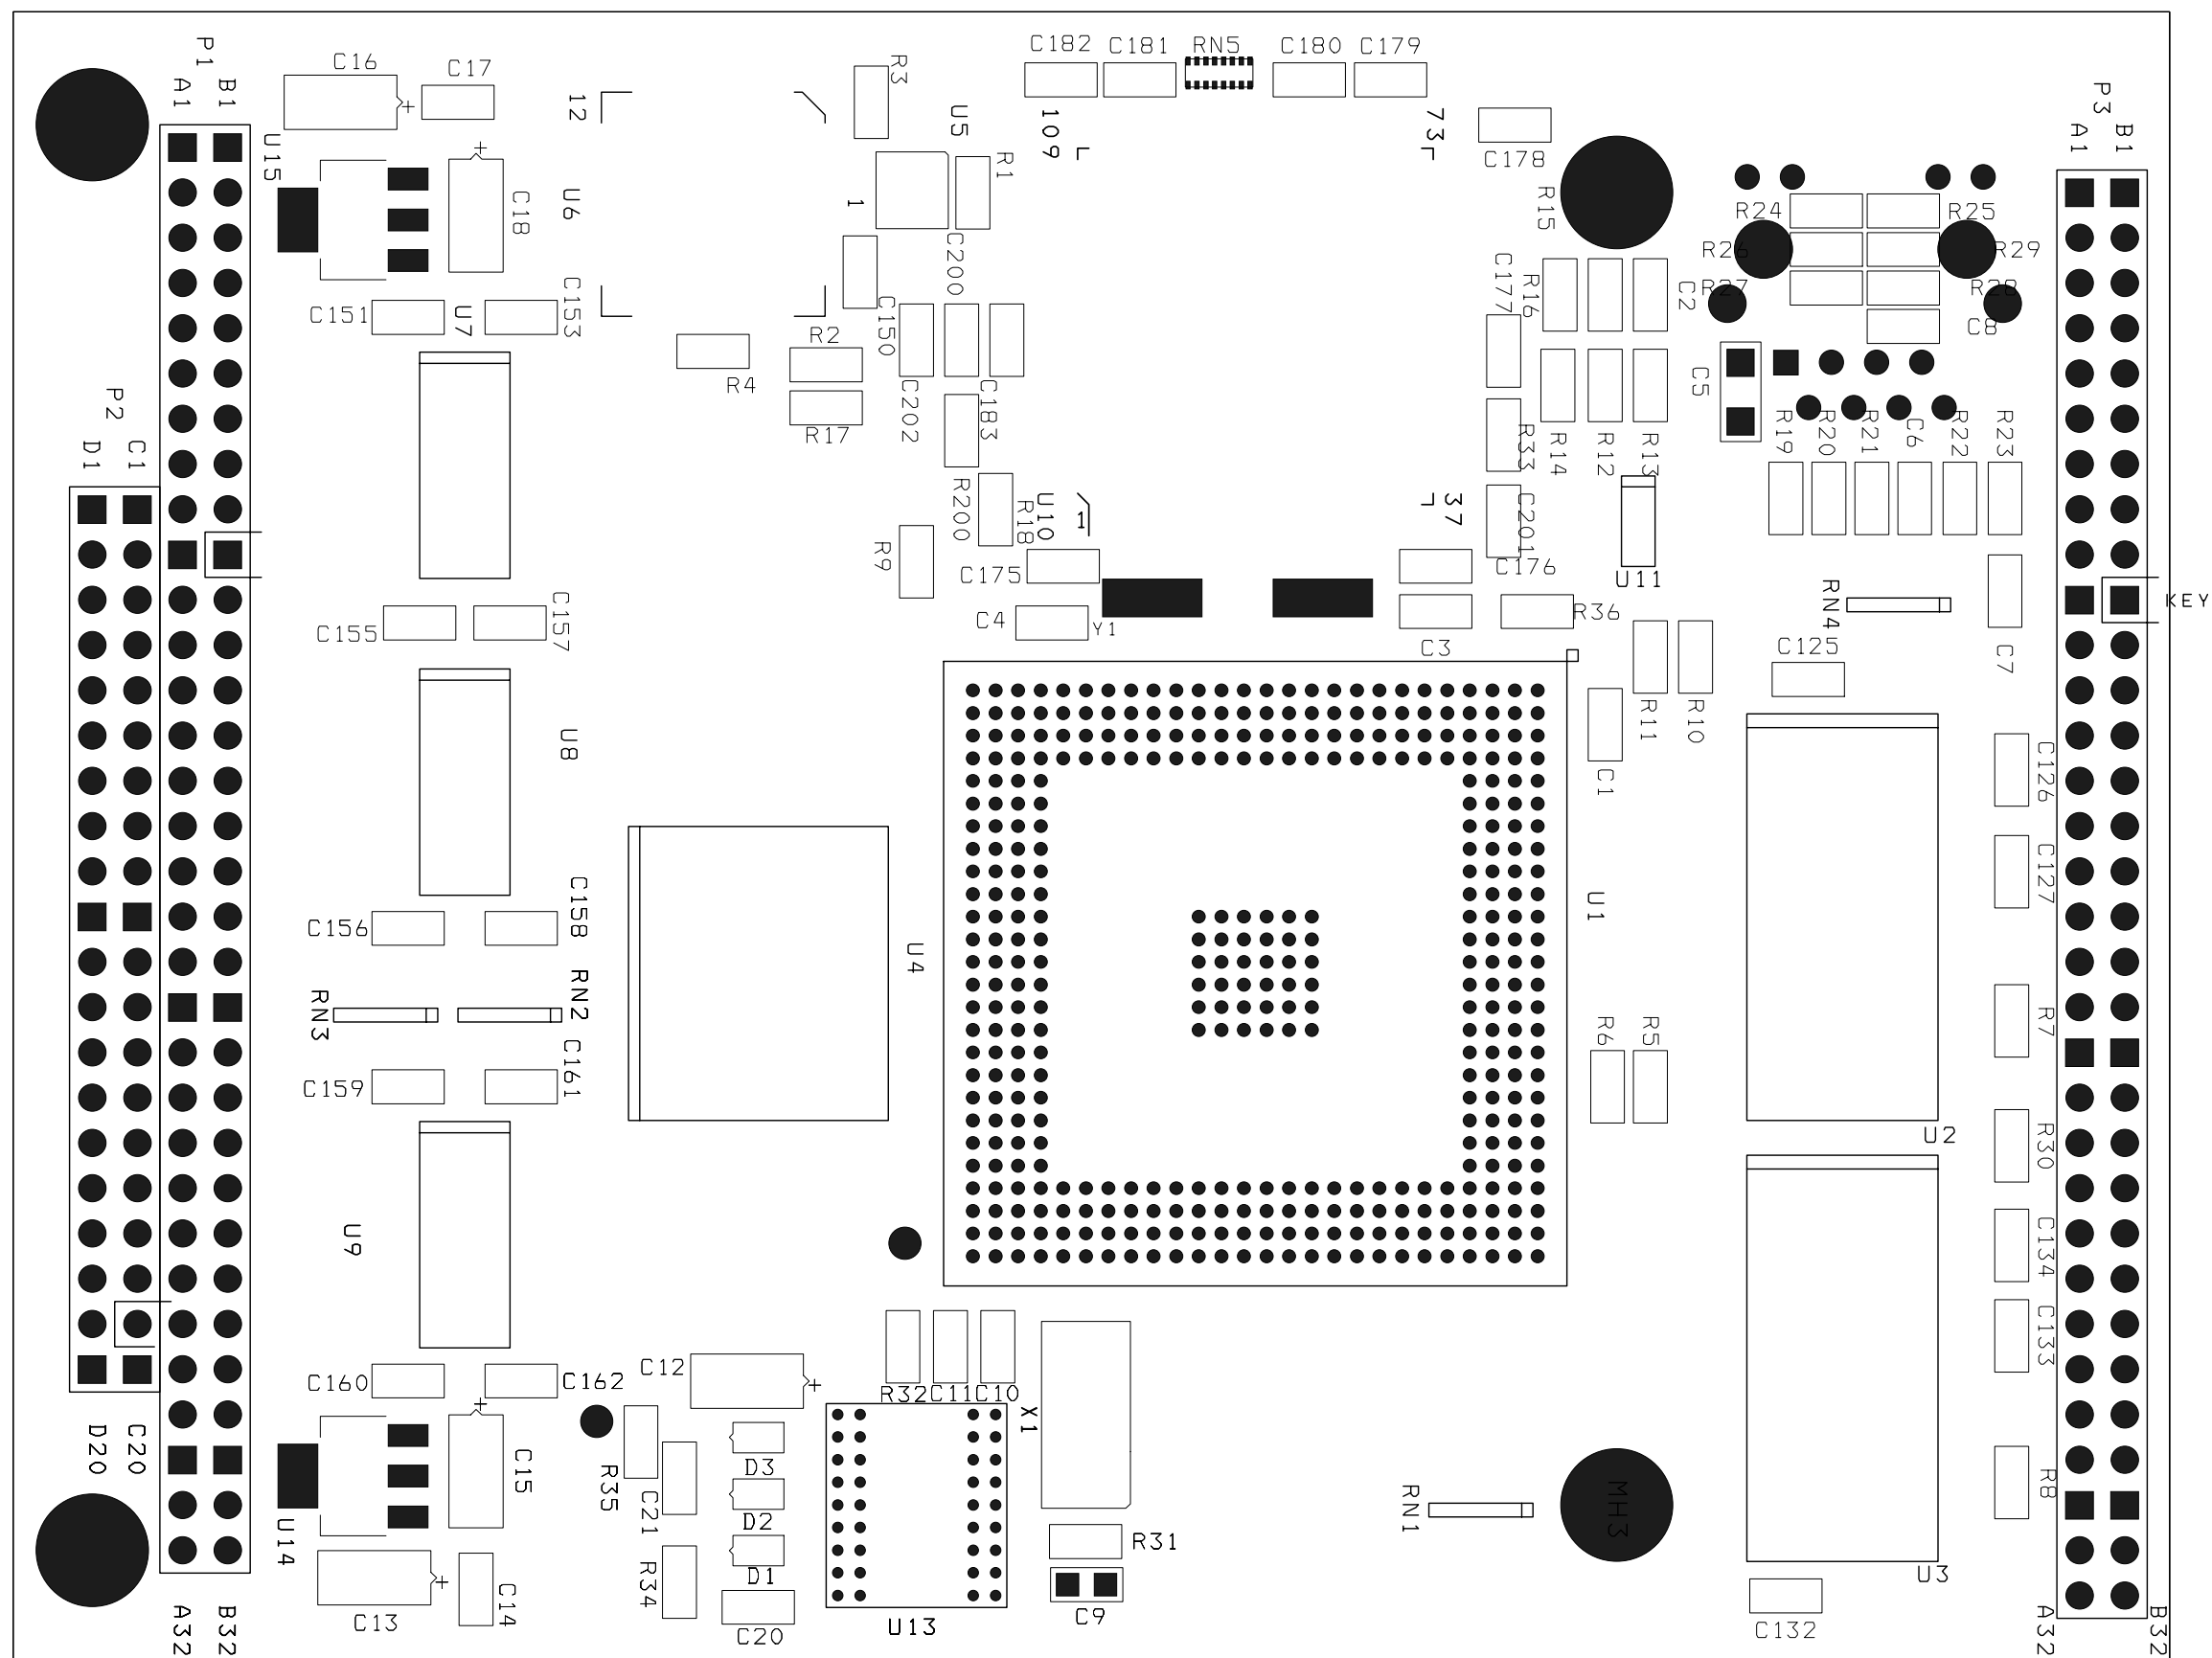 P1
A1
B1
C16
+
C17
12
R3
C182
C181
RN5
C180
C179
U5
109
73
C178
P3
A1
B1
U15
+
C18
U6
1
R1
R15
R24
R25
R26
R29
R27
R28
C200
C177
R16
C2
C8
C151
U7
C153
C150
R2
R4
R17
C202
C183
C5
P2
D1
C1
R33
R14
R12
R13
R19
R20
R21
C6
R22
R23
R200
R18
U10
1
37
C201
R9
C175
C176
U11
RN4
KEY
C155
C157
C4
Y1
C3
R36
C125
C7
R11
R10
U8
C1
C126
C127
C156
C158
U4
U1
RN3
RN2
R6
R5
R7
C159
C161
U2
R30
U9
C134
C133
C160
C162
C12
+
R32
C11
C10
D20
C20
+
C15
X1
R35
C21
D3
R8
D2
RN1
MH3
U14
R31
R34
D1
U3
+
C13
C14
C20
U13
C9
C132
A32
B32
A32
B32